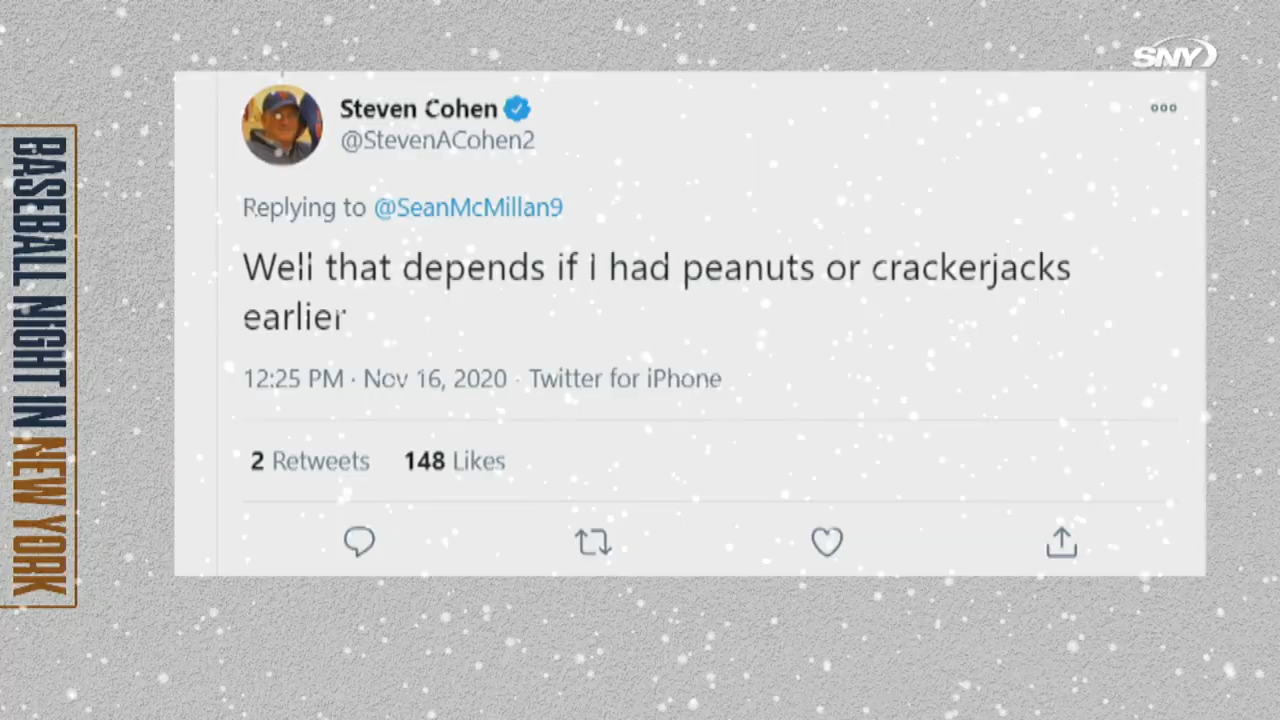 SNY
Steven Cohen
@StevenACohen2
Replying to @SeanMcMillan9
Well that depends if I had peanuts or crackerjacks
earlier
12:25 PM · Nov 16, 2020 · Twitter for iPhone
2 Retweets 148 Likes
BASEBALL NIGHT IN NEW YORK